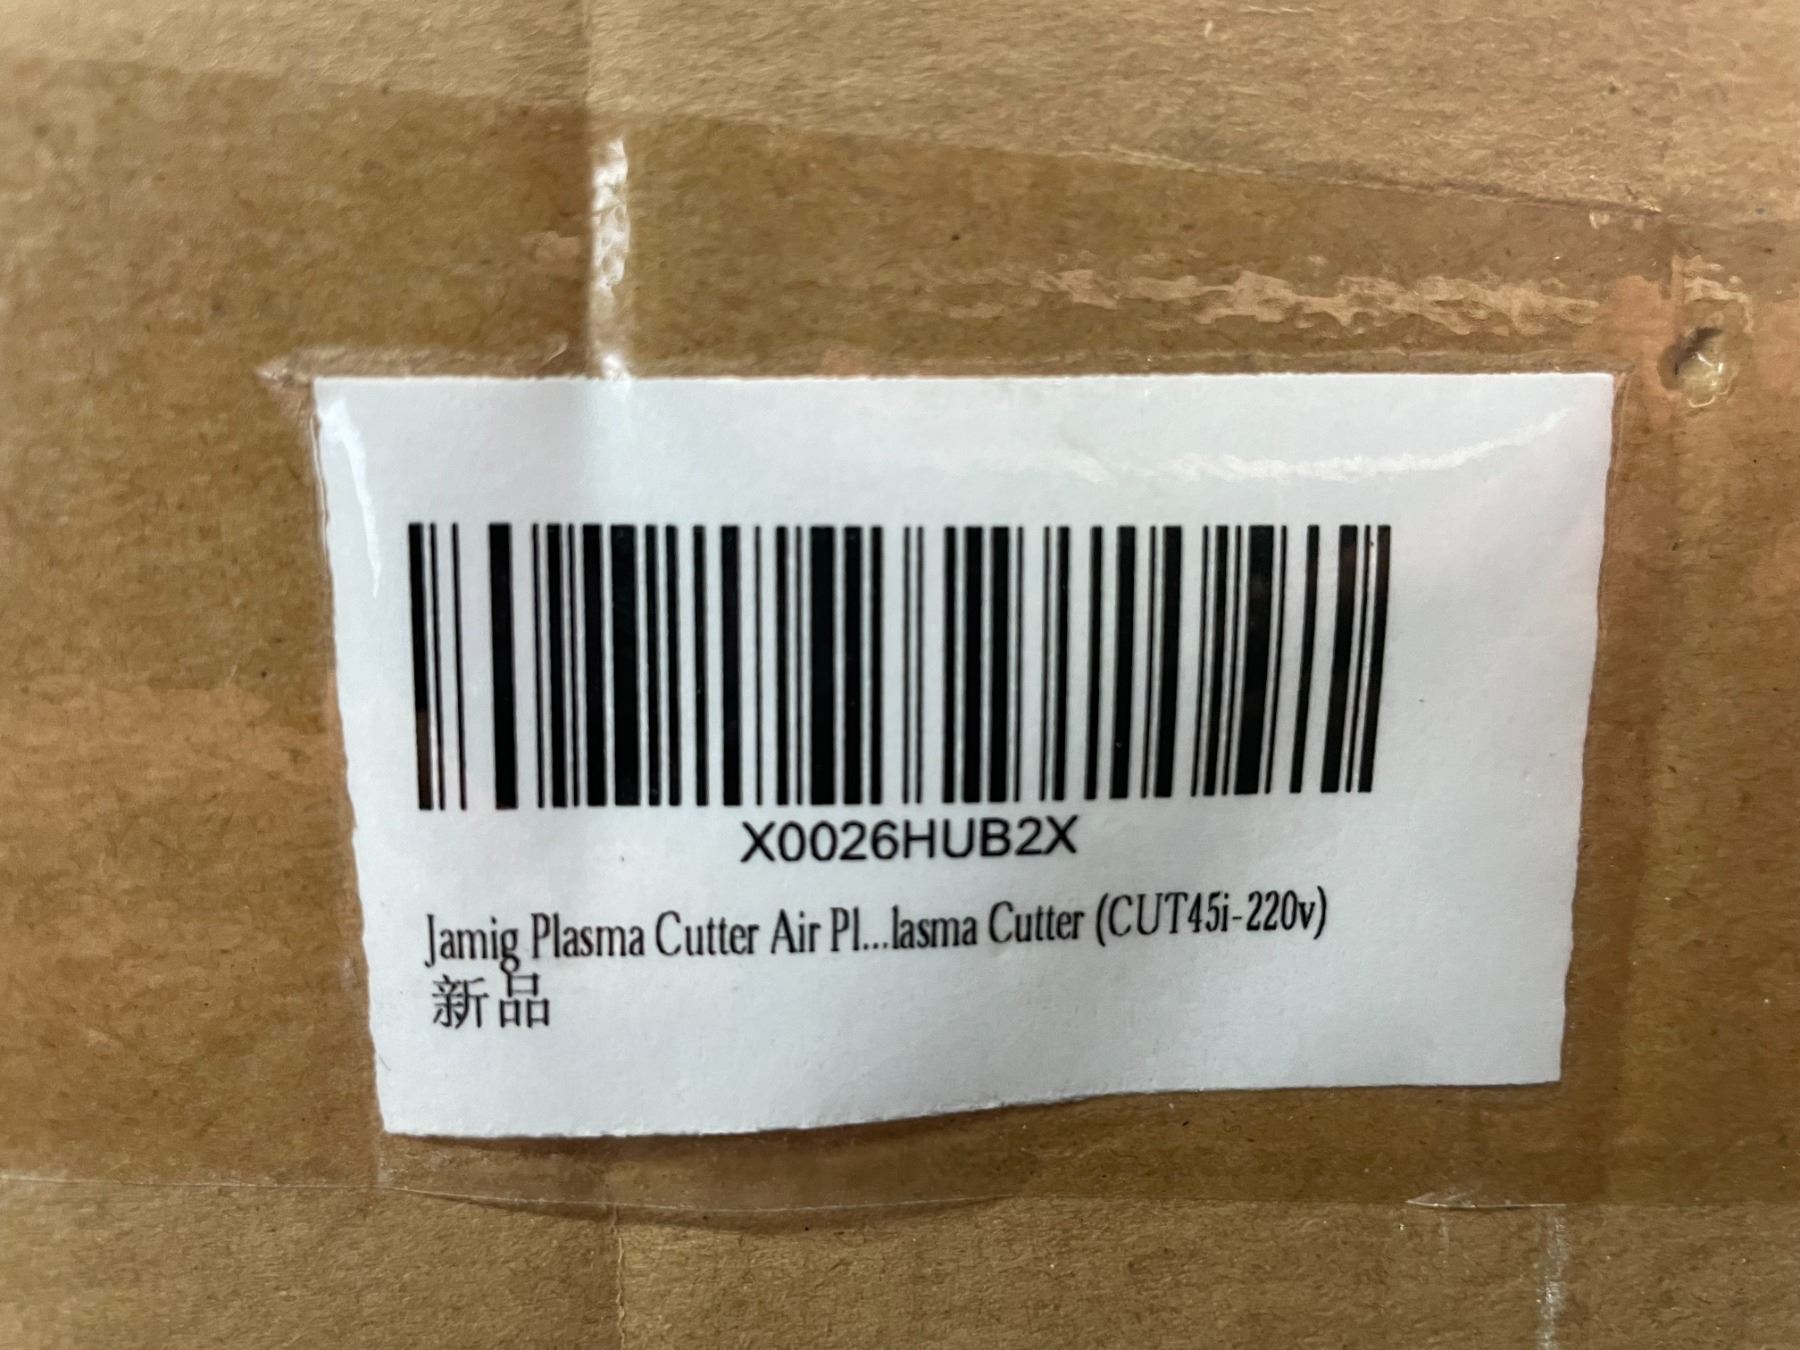 X0026HUB2X
Jamig Plasma Cutter Air Pl...lasma Cutter (CUT45i-220v)
新品